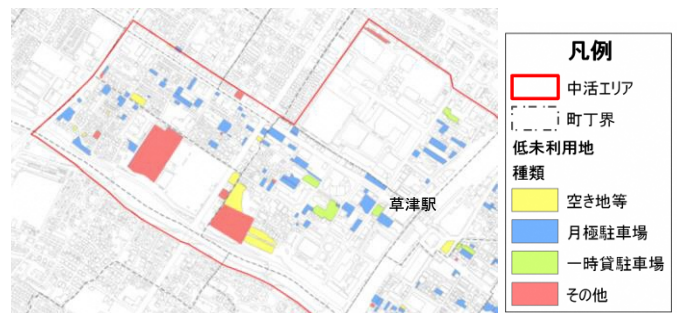 草津駅
凡例
中活エリア
町丁界
低未利用地
種類
空き地等
月極駐車場
一時貸駐車場
その他